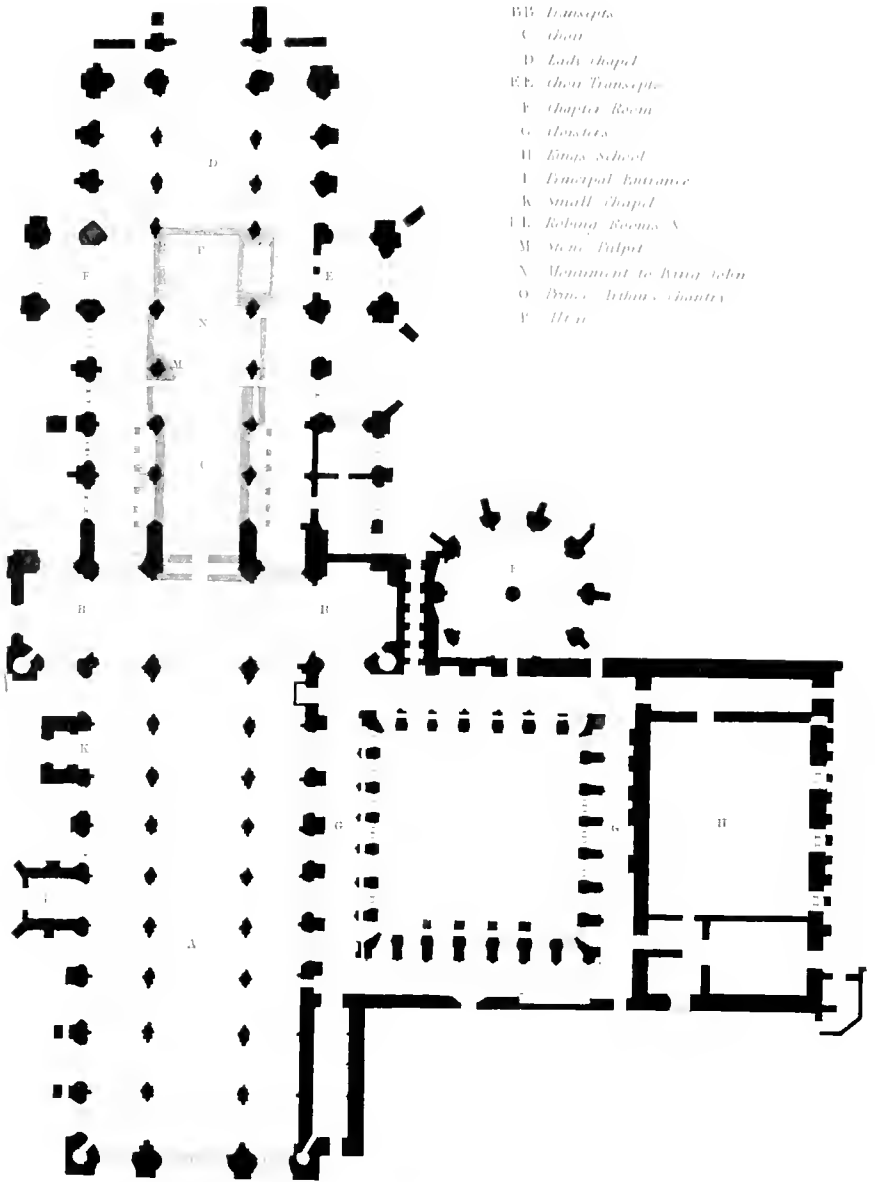 BB Transepts
C Choir
D Lady Chapel
EE Choir Transepts
F Chapter Room
G Cloisters
H Kings School
I Principal Entrance
K Small Chapel
LL Robing Rooms &
M Stone Pulpit
N Monument to King John
O Prince Arthurs Chantry
P Altar
D
P
E
E
N
M
C
F
B
B
K
G
G
H
I
A